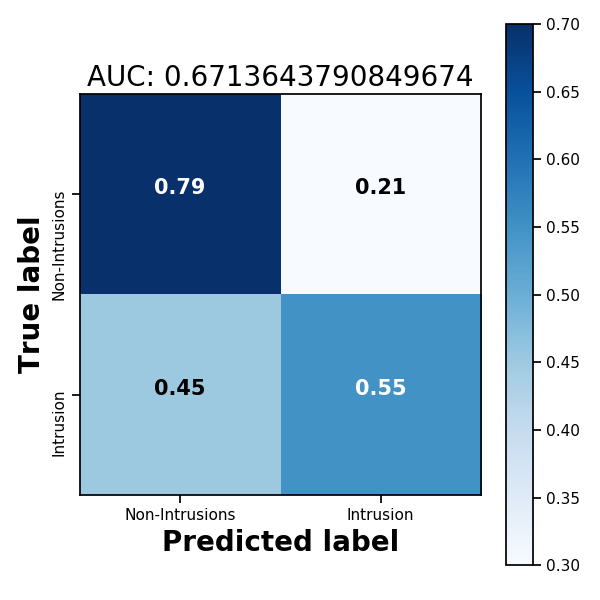 AUC: 0.6713643790849674
True label
Non-Intrusions
Intrusion
0.79
0.21
0.45
0.55
Non-Intrusions
Intrusion
Predicted label
0.70
0.65
0.60
0.55
0.50
0.45
0.40
0.35
0.30